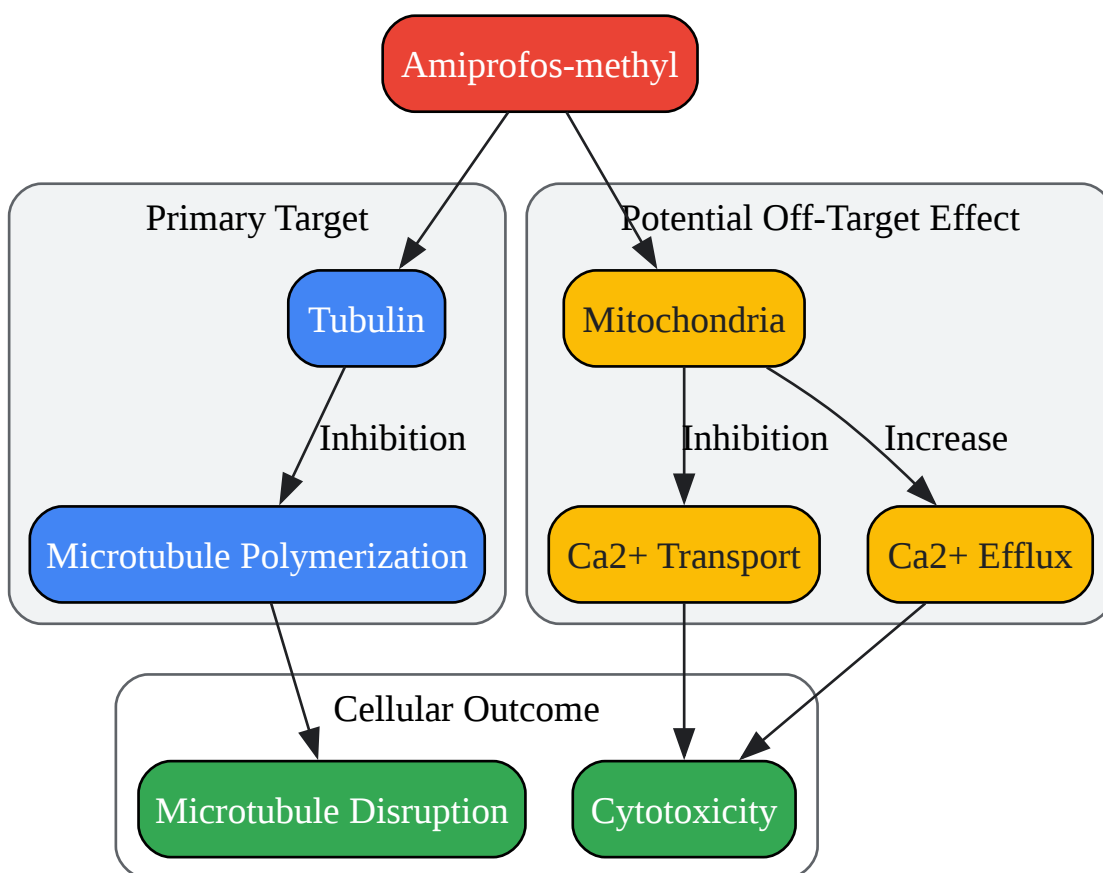 Amiprofos-methyl
Primary Target
Potential Off-Target Effect
Tubulin
Mitochondria
Inhibition
Inhibition
Increase
Microtubule Polymerization
Ca2+ Transport
Ca2+ Efflux
Cellular Outcome
Microtubule Disruption
Cytotoxicity